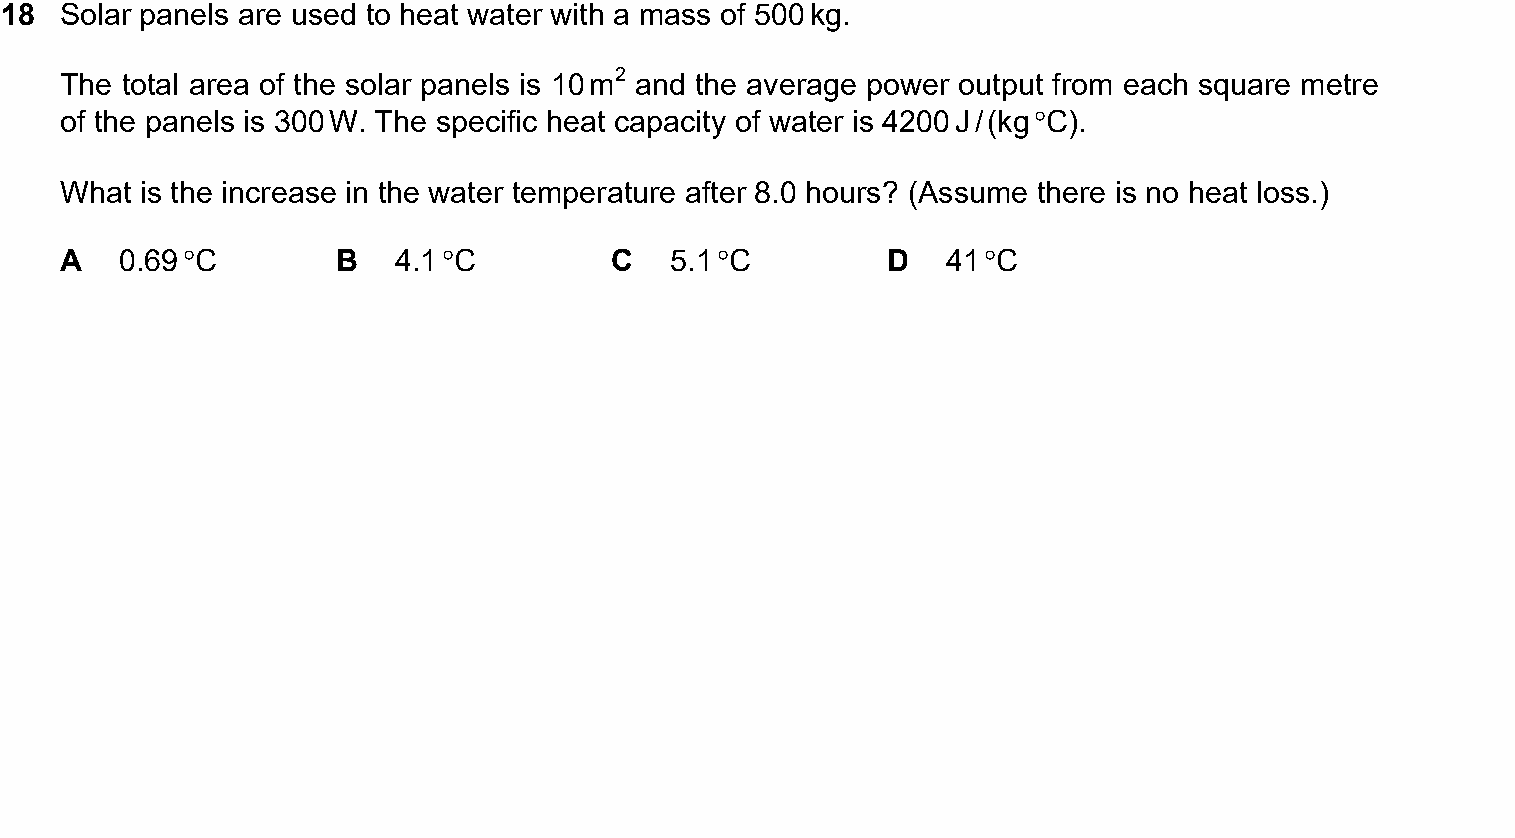 18 Solar panels are used to heat water with a mass of 500 kg.
The total area of the solar panels is 10 m² and the average power output from each square metre
of the panels is 300 W. The specific heat capacity of water is 4200 J / (kg °C).
What is the increase in the water temperature after 8.0 hours? (Assume there is no heat loss.)
A 0.69 °C B 4.1 °C C 5.1 °C D 41 °C